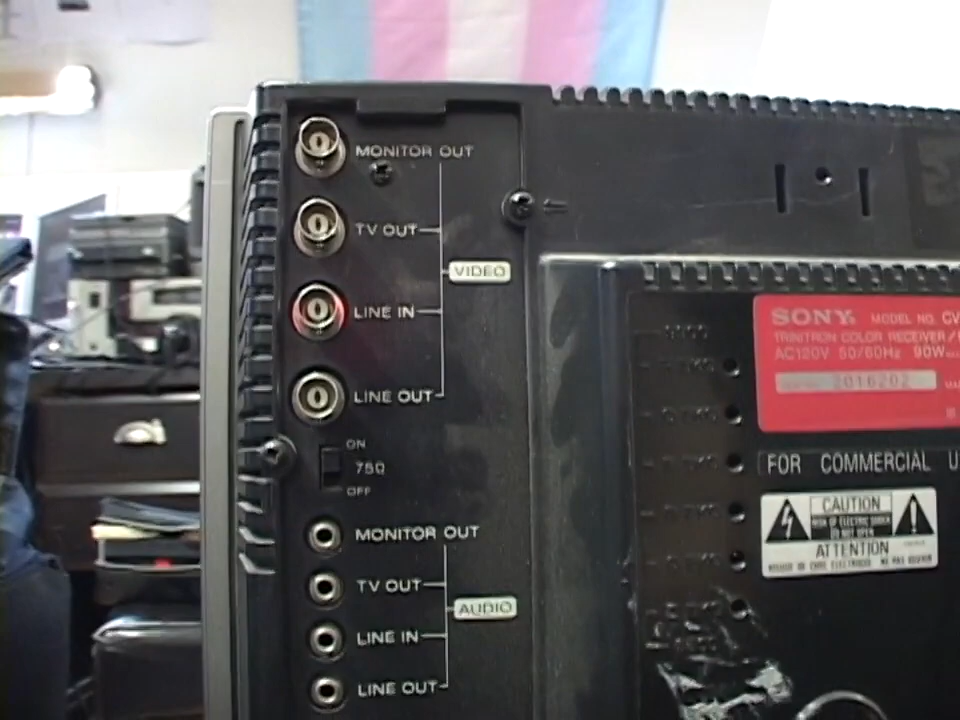 MONITOR OUT
TV OUT
VIDEO
LINE IN
LINE OUT
ON
75Ω
OFF
MONITOR OUT
TV OUT
AUDIO
LINE IN
LINE OUT
SONY. MODEL NO. CV
TRINITRON COLOR RECEIVER/
AC120V 50/60Hz 90W
2016202
FOR COMMERCIAL U
CAUTION
RISK OF ELECTRIC SHOCK
DO NOT OPEN
ATTENTION